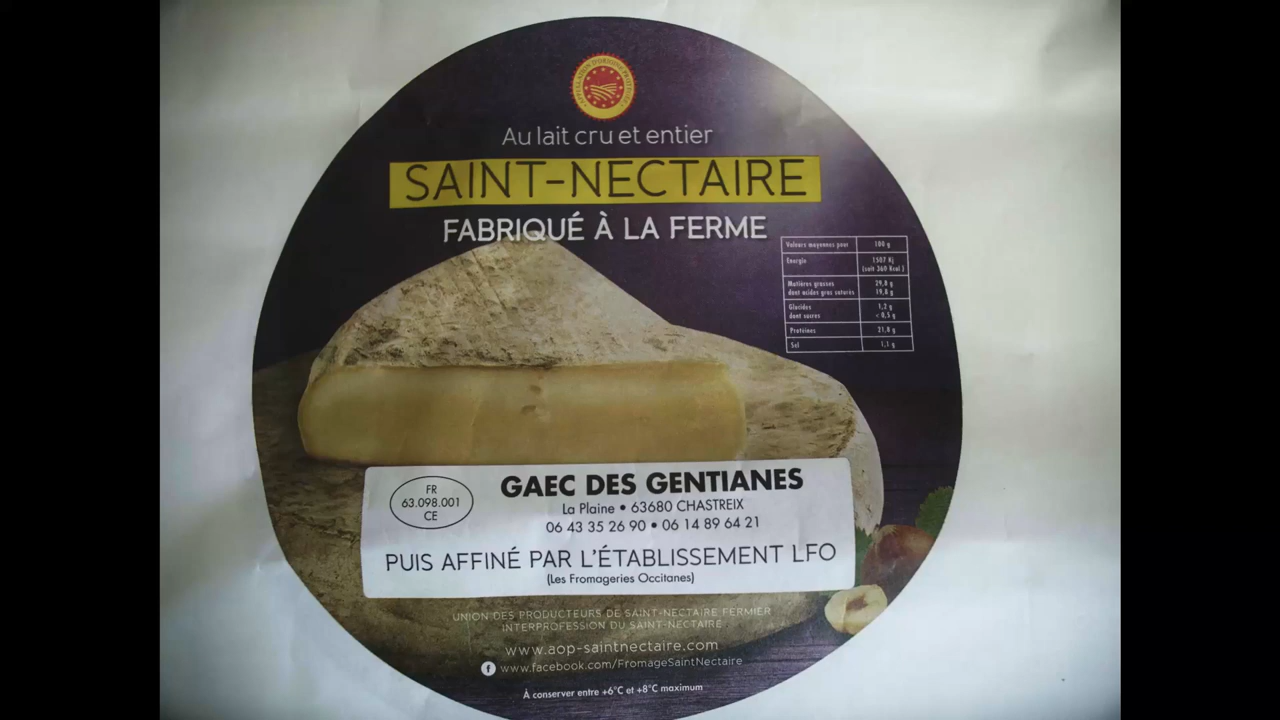 APPELLATION D'ORIGINE PROTÉGÉE
Au lait cru et entier
SAINT-NECTAIRE
FABRIQUÉ À LA FERME
Valeurs moyennes pour 100 g
Energie 1507 Kj
(soit 360 Kcal)
Matières grasses 29,8 g
dont acides gras saturés 19,8 g
Glucides 1,2 g
dont sucres < 0,5 g
Protéines 21,8 g
Sel 1,1 g
FR
63.098.001
CE
GAEC DES GENTIANES
La Plaine • 63680 CHASTREIX
06 43 35 26 90 • 06 14 89 64 21
PUIS AFFINÉ PAR L'ÉTABLISSEMENT LFO
(Les Fromageries Occitanes)
UNION DES PRODUCTEURS DE SAINT-NECTAIRE FERMIER
INTERPROFESSION DU SAINT-NECTAIRE
www.aop-saintnectaire.com
f www.facebook.com/FromageSaintNectaire
À conserver entre +6°C et +8°C maximum